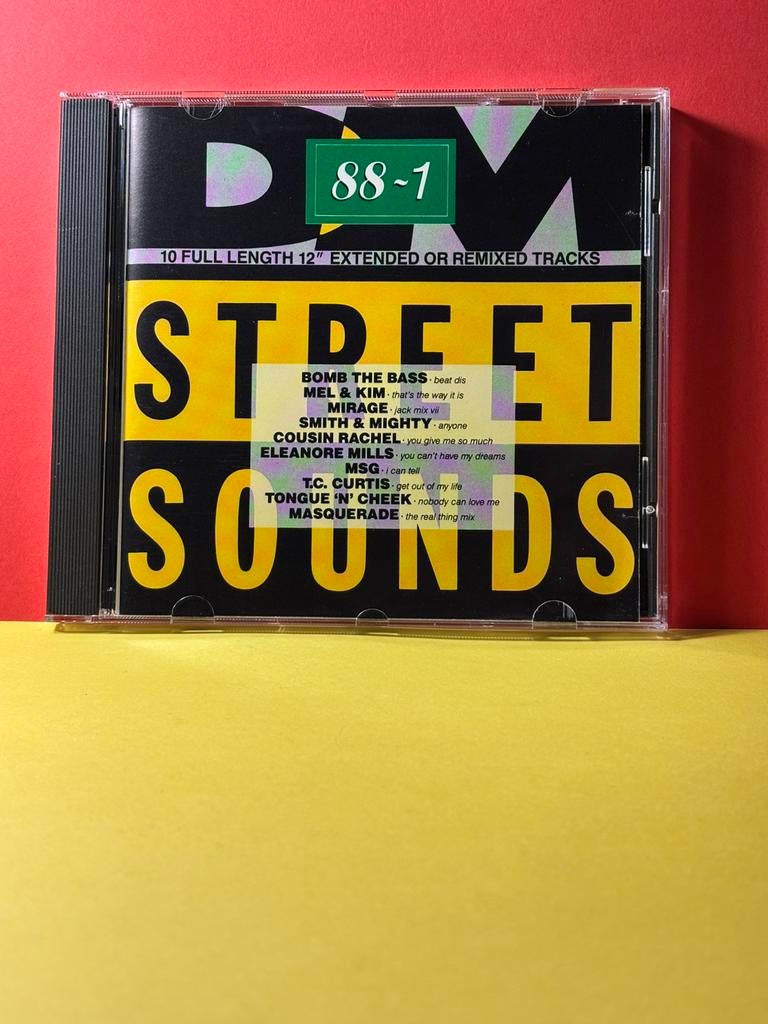 DM
88-1
10 FULL LENGTH 12" EXTENDED OR REMIXED TRACKS
STREET
BOMB THE BASS · beat dis
MEL & KIM · that's the way it is
MIRAGE · jack mix vii
SMITH & MIGHTY · anyone
COUSIN RACHEL · you give me so much
ELEANORE MILLS · you can't have my dreams
MSG · i can tell
T.C. CURTIS · get out of my life
TONGUE 'N' CHEEK · nobody can love me
MASQUERADE · the real thing mix
SOUNDS